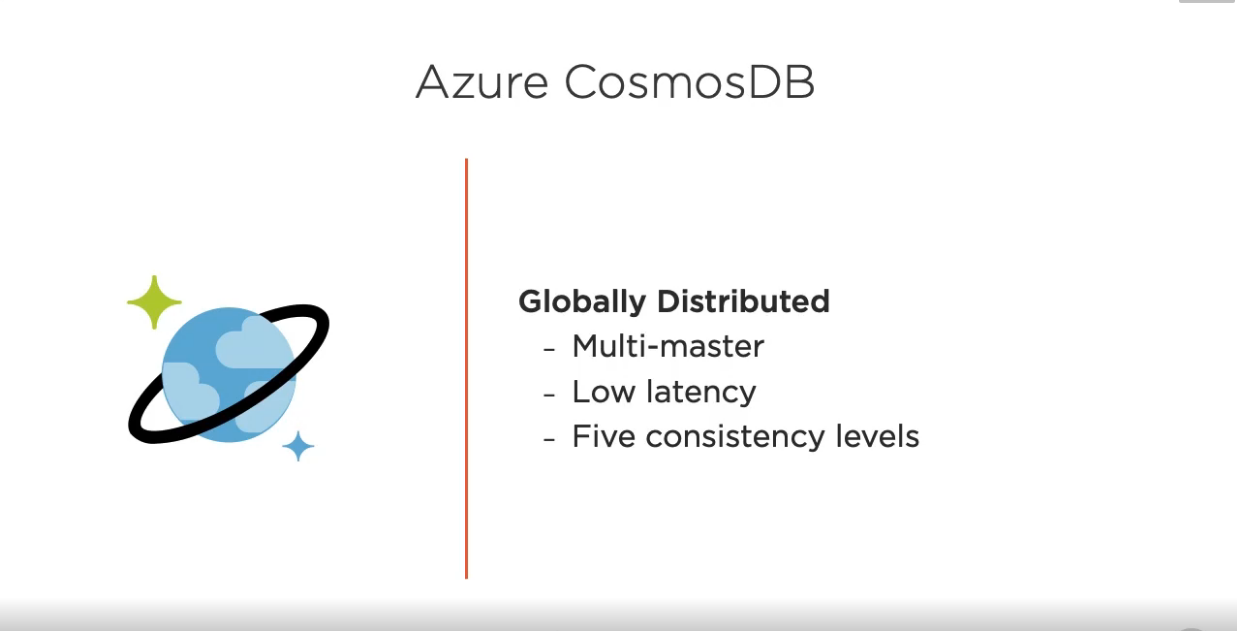 Azure CosmosDB
Globally Distributed
- Multi-master
- Low latency
- Five consistency levels